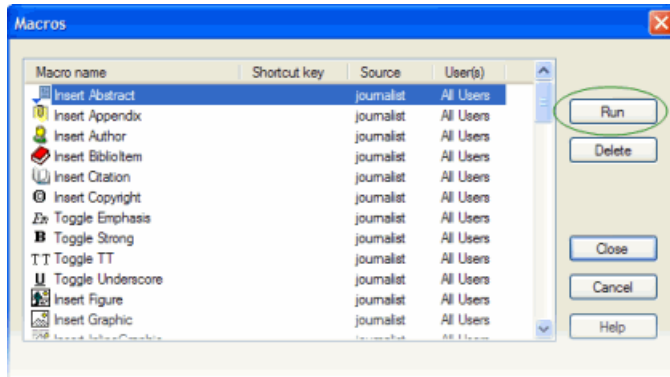 Macros
Macro name Shortcut key Source User(s)
Insert Abstract journalist All Users
Insert Appendix journalist All Users
Insert Author journalist All Users
Insert BiblioItem journalist All Users
Insert Citation journalist All Users
Insert Copyright journalist All Users
Toggle Emphasis journalist All Users
B Toggle Strong journalist All Users
TT Toggle TT journalist All Users
U Toggle Underscore journalist All Users
Insert Figure journalist All Users
Insert Graphic journalist All Users
Run
Delete
Close
Cancel
Help